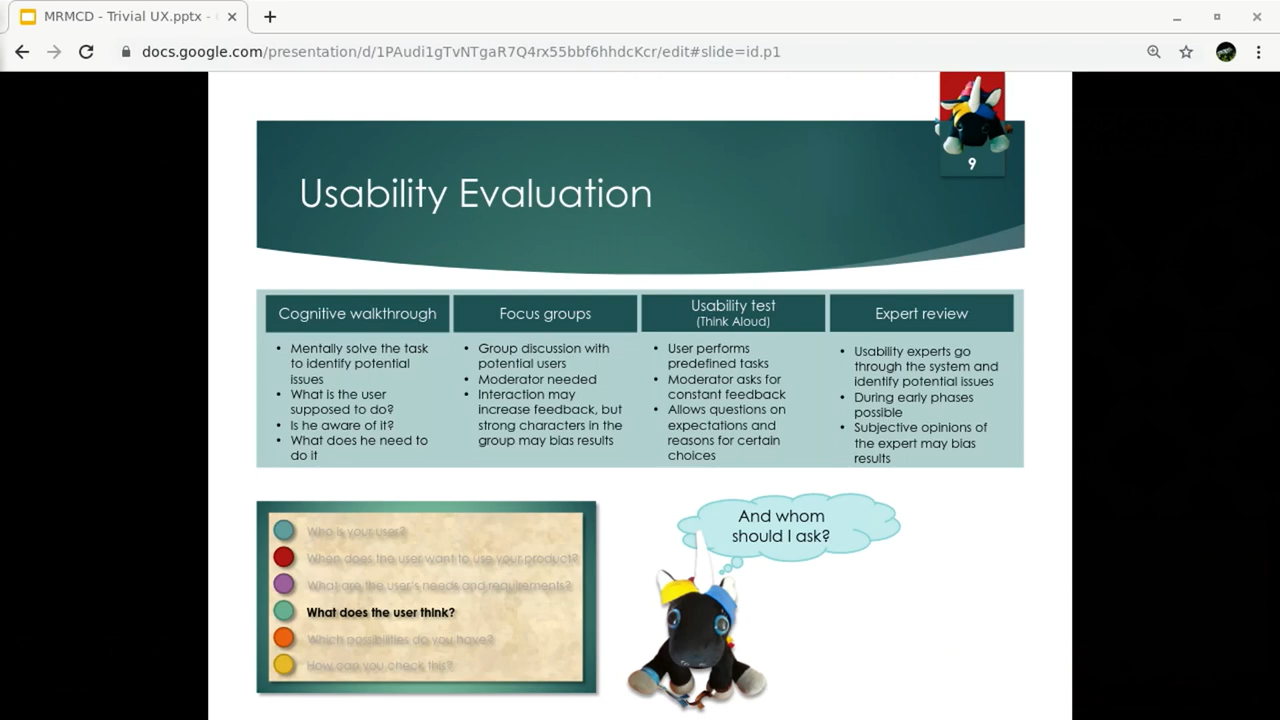 MRMCD - Trivial UX.pptx -
docs.google.com/presentation/d/1PAudi1gTvNTgaR7Q4rx55bbf6hhdcKcr/edit#slide=id.p1
9
Usability Evaluation
Cognitive walkthrough
• Mentally solve the task
to identify potential
issues
• What is the user
supposed to do?
• Is he aware of it?
• What does he need to
do it
Focus groups
• Group discussion with
potential users
• Moderator needed
• Interaction may
increase feedback, but
strong characters in the
group may bias results
Usability test
(Think Aloud)
• User performs
predefined tasks
• Moderator asks for
constant feedback
• Allows questions on
expectations and
reasons for certain
choices
Expert review
• Usability experts go
through the system and
identify potential issues
• During early phases
possible
• Subjective opinions of
the expert may bias
results
Who is your user?
When does the user want to use your product?
What are the user's needs and requirements?
What does the user think?
Which possibilities do you have?
How can you check this?
And whom
should I ask?